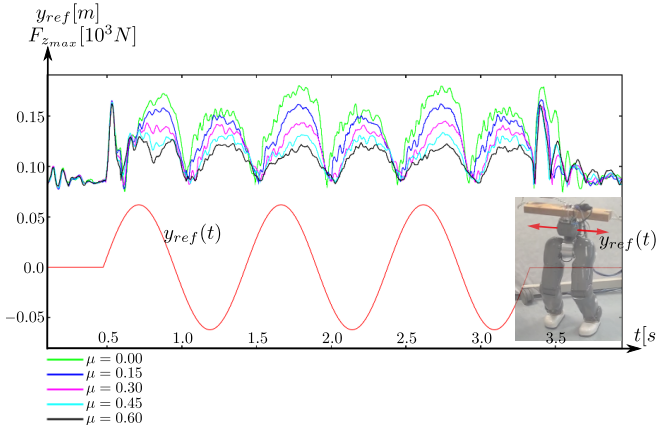 y_ref[m]
F_z_max[10^3 N]
0.15
0.10
0.05
0.0
−0.05
y_ref(t)
y_ref(t)
0.5 1.0 1.5 2.0 2.5 3.0 3.5
t[s
μ = 0.00
μ = 0.15
μ = 0.30
μ = 0.45
μ = 0.60